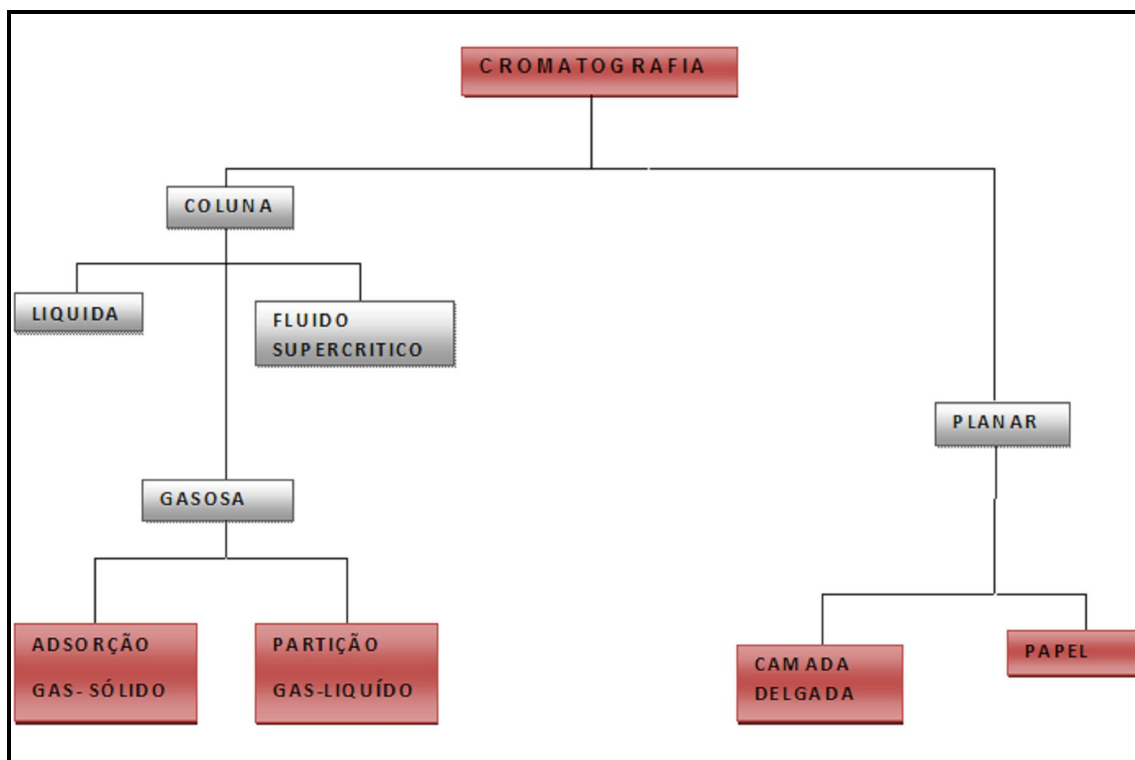 CROMATOGRAFIA
COLUNA
LIQUIDA
FLUIDO
SUPERCRITICO
PLANAR
GASOSA
ADSORÇÃO
GAS- SÓLIDO
PARTIÇÃO
GAS-LIQUÍDO
CAMADA
DELGADA
PAPEL